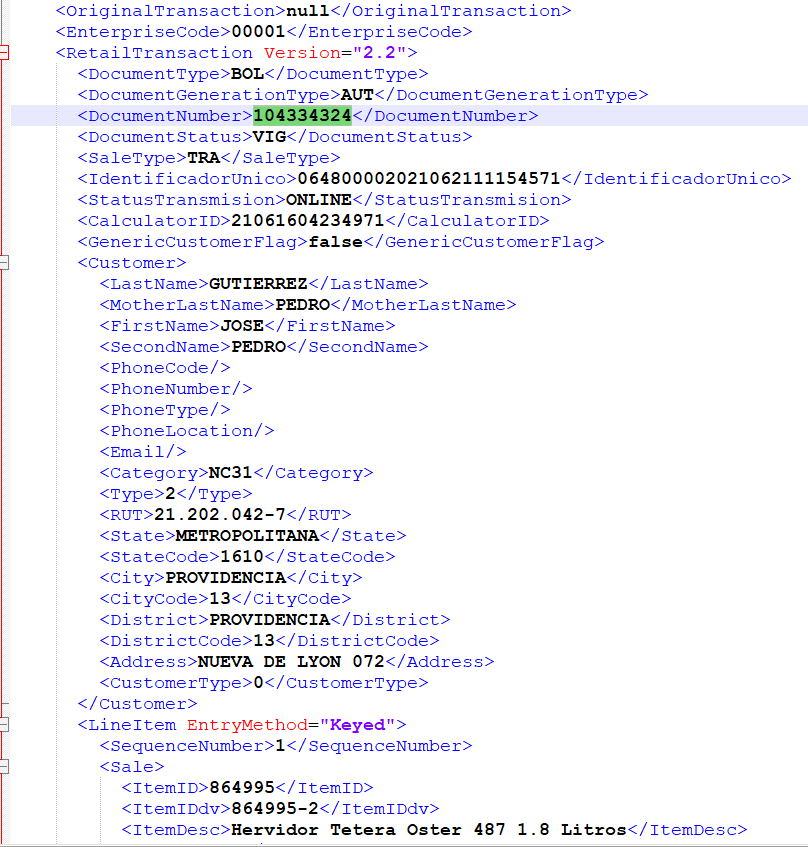 <OriginalTransaction>null</OriginalTransaction>
<EnterpriseCode>00001</EnterpriseCode>
<RetailTransaction Version="2.2">
<DocumentType>BOL</DocumentType>
<DocumentGenerationType>AUT</DocumentGenerationType>
<DocumentNumber>104334324</DocumentNumber>
<DocumentStatus>VIG</DocumentStatus>
<SaleType>TRA</SaleType>
<IdentificadorUnico>0648000020210621111545​71</IdentificadorUnico>
<StatusTransmision>ONLINE</StatusTransmision>
<CalculatorID>21061604234971</CalculatorID>
<GenericCustomerFlag>false</GenericCustomerFlag>
<Customer>
<LastName>GUTIERREZ</LastName>
<MotherLastName>PEDRO</MotherLastName>
<FirstName>JOSE</FirstName>
<SecondName>PEDRO</SecondName>
<PhoneCode/>
<PhoneNumber/>
<PhoneType/>
<PhoneLocation/>
<Email/>
<Category>NC31</Category>
<Type>2</Type>
<RUT>21.202.042-7</RUT>
<State>METROPOLITANA</State>
<StateCode>1610</StateCode>
<City>PROVIDENCIA</City>
<CityCode>13</CityCode>
<District>PROVIDENCIA</District>
<DistrictCode>13</DistrictCode>
<Address>NUEVA DE LYON 072</Address>
<CustomerType>0</CustomerType>
</Customer>
<LineItem EntryMethod="Keyed">
<SequenceNumber>1</SequenceNumber>
<Sale>
<ItemID>864995</ItemID>
<ItemIDdv>864995-2</ItemIDdv>
<ItemDesc>Hervidor Tetera Oster 487 1.8 Litros</ItemDesc>